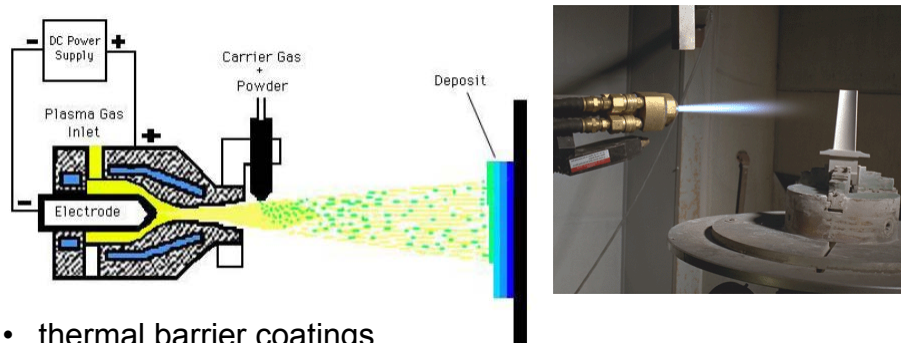 DC Power
Supply
Carrier Gas
+
Powder
Deposit
Plasma Gas
Inlet
Electrode
• thermal barrier coatings